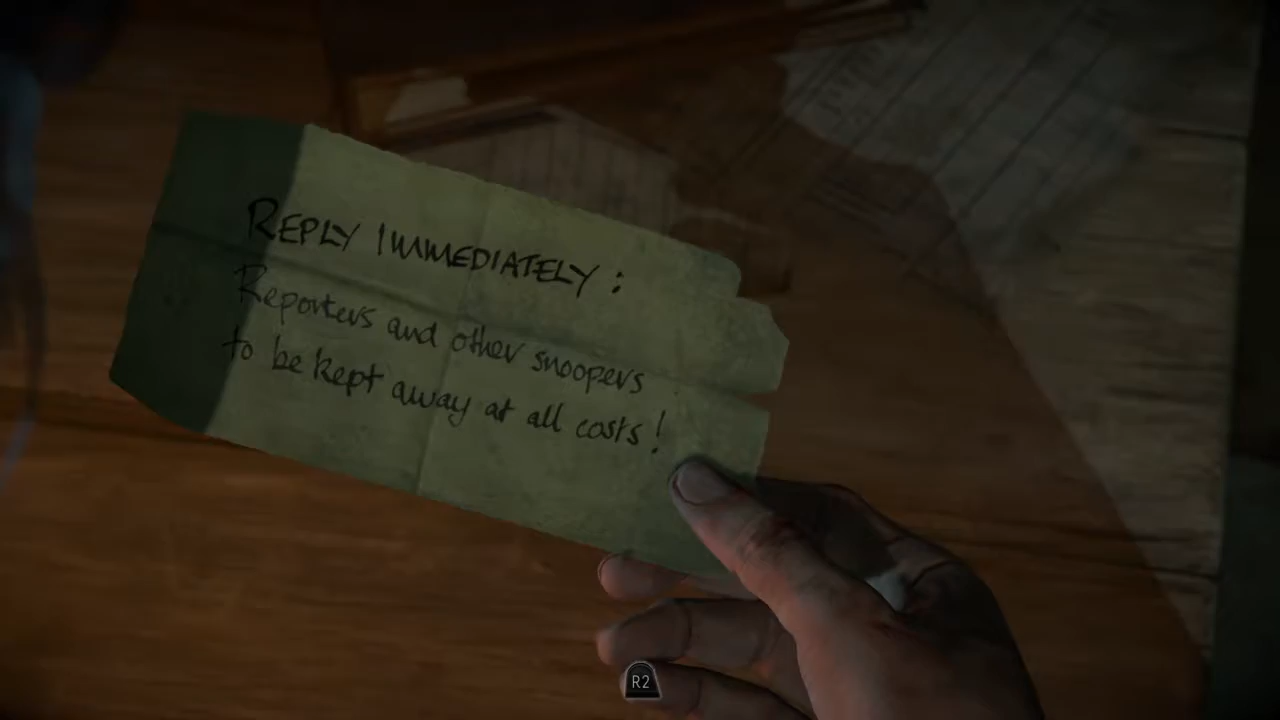 REPLY IMMEDIATELY:
Reporters and other snoopers
to be kept away at all costs!
R2